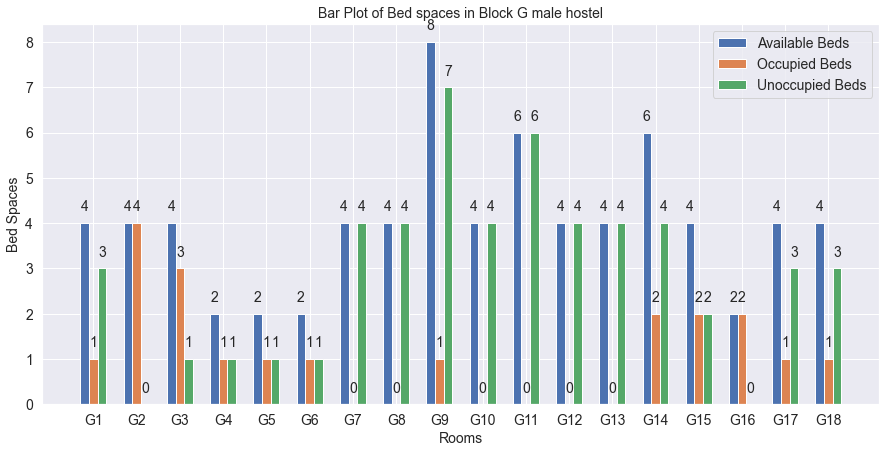 Bar Plot of Bed spaces in Block G male hostel
Available Beds
Occupied Beds
Unoccupied Beds
Bed Spaces
8
7
6
5
4
3
2
1
0
4 1 3
4 4 0
4 3 1
2 1 1
2 1 1
2 1 1
4 0 4
4 0 4
8 1 7
4 0 4
6 0 6
4 0 4
4 0 4
6 2 4
4 2 2
2 2 0
4 1 3
4 1 3
G1 G2 G3 G4 G5 G6 G7 G8 G9 G10 G11 G12 G13 G14 G15 G16 G17 G18
Rooms